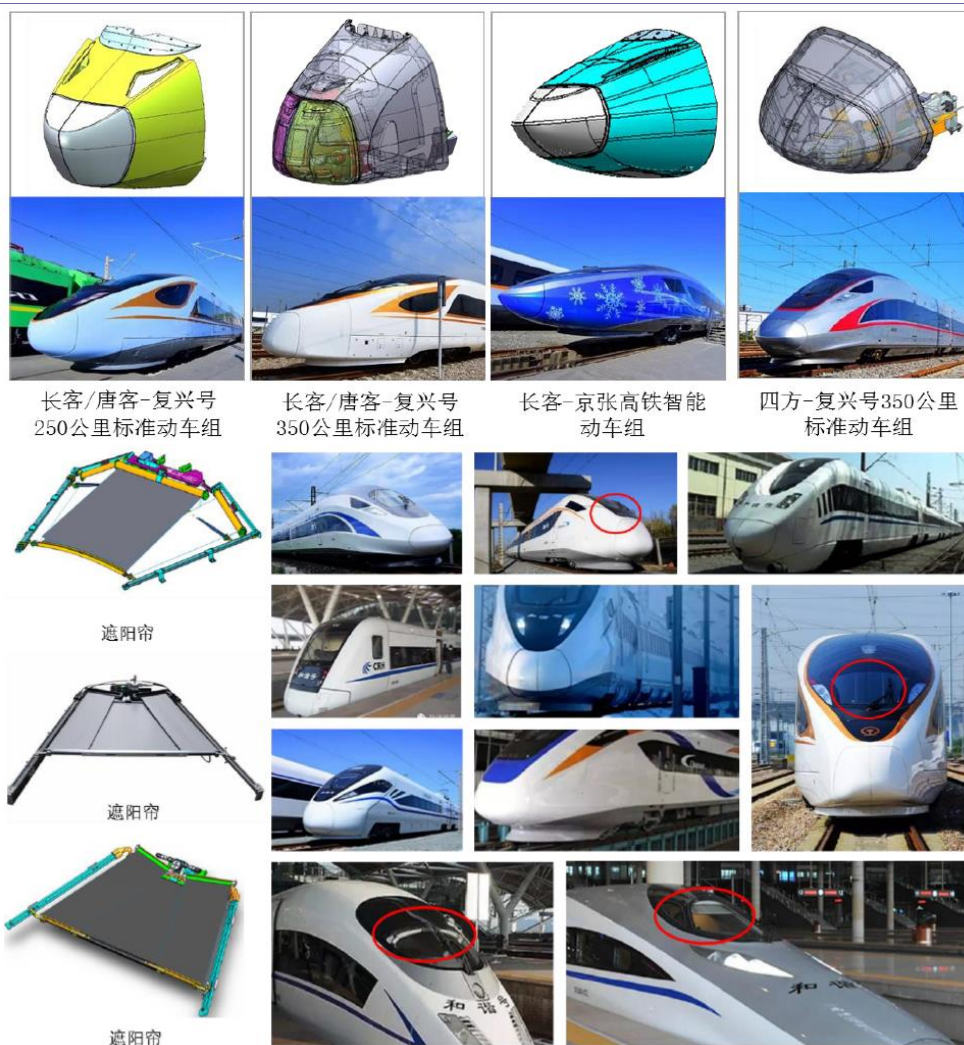 长客/唐客-复兴号
250公里标准动车组
长客/唐客-复兴号
350公里标准动车组
长客-京张高铁智能
动车组
四方-复兴号350公里
标准动车组
遮阳帘
CRH
遮阳帘
遮阳帘
和谐
和谐